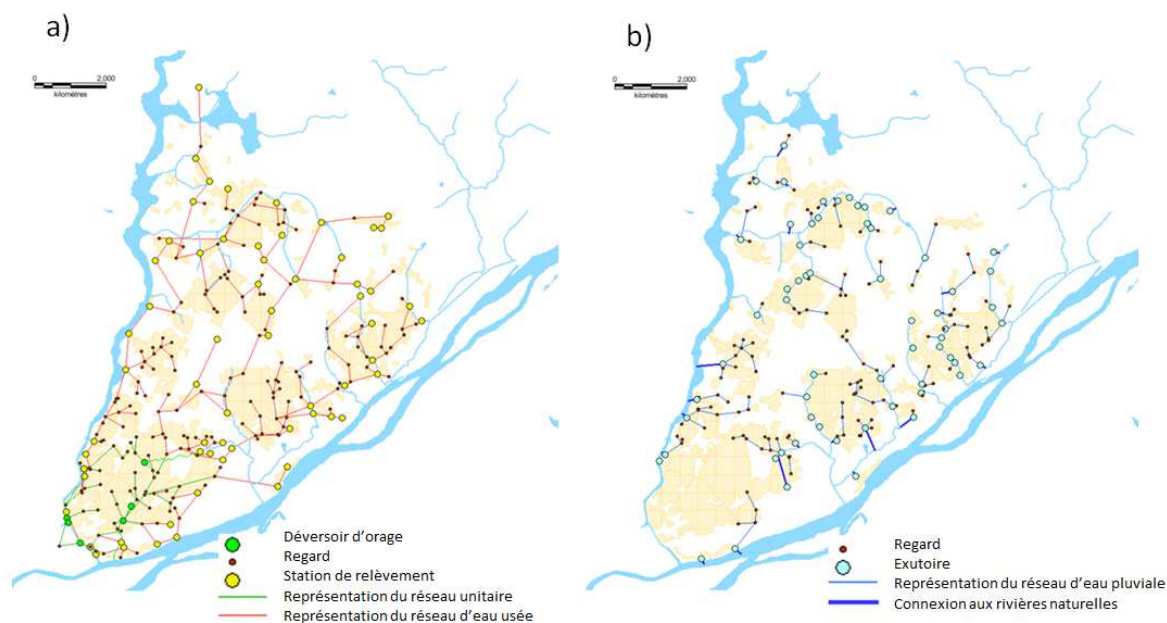 a)
0 2,000
kilomètres
Déversoir d'orage
Regard
Station de relèvement
Représentation du réseau unitaire
Représentation du réseau d'eau usée
b)
0 2,000
kilomètres
Regard
Exutoire
Représentation du réseau d'eau pluviale
Connexion aux rivières naturelles